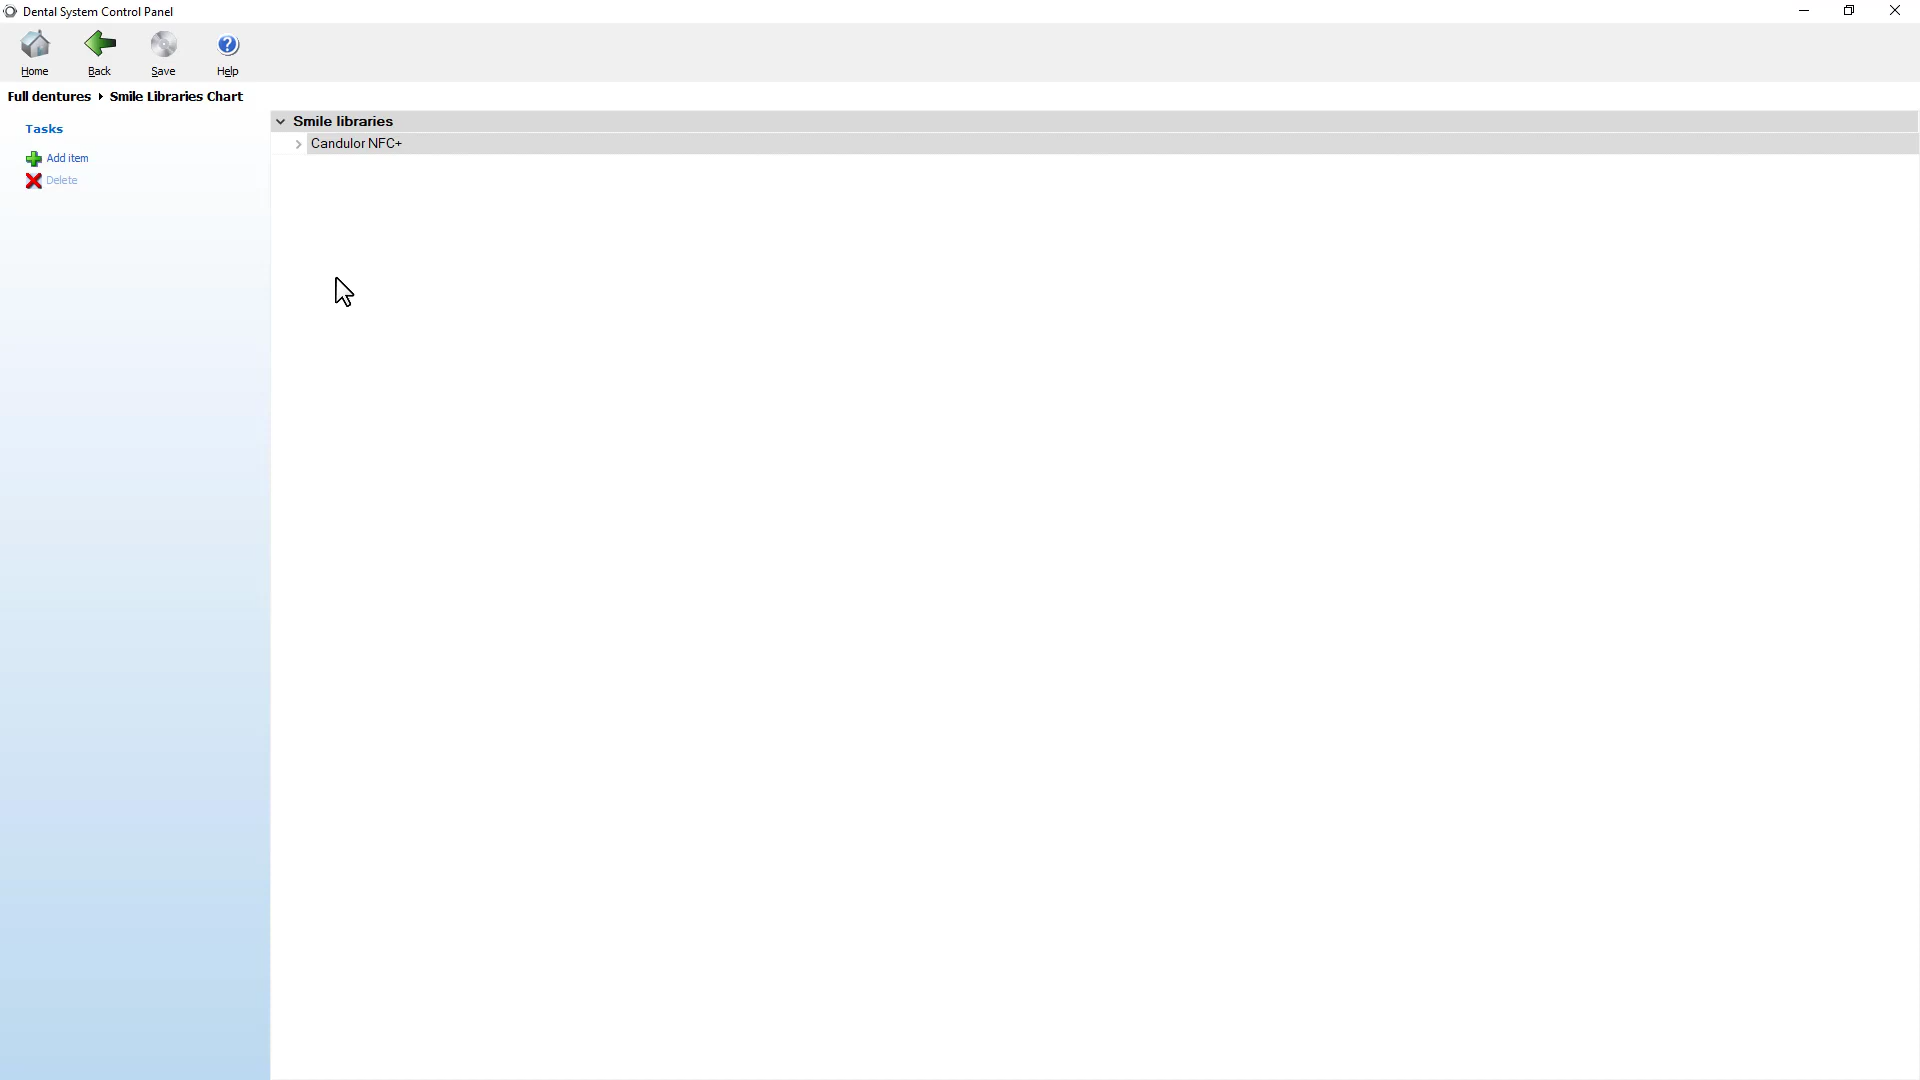 Dental System Control Panel
Home Back Save Help
Full dentures Smile Libraries Chart
Tasks
Add item
Delete
Smile libraries
Candulor NFC+